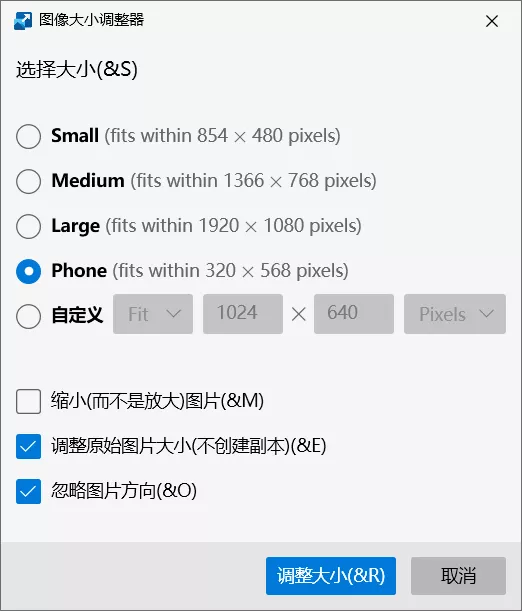 图像大小调整器
选择大小(&S)
Small (fits within 854 × 480 pixels)
Medium (fits within 1366 × 768 pixels)
Large (fits within 1920 × 1080 pixels)
Phone (fits within 320 × 568 pixels)
自定义 Fit 1024 × 640 Pixels
缩小(而不是放大)图片(&M)
调整原始图片大小(不创建副本)(&E)
忽略图片方向(&O)
调整大小(&R) 取消